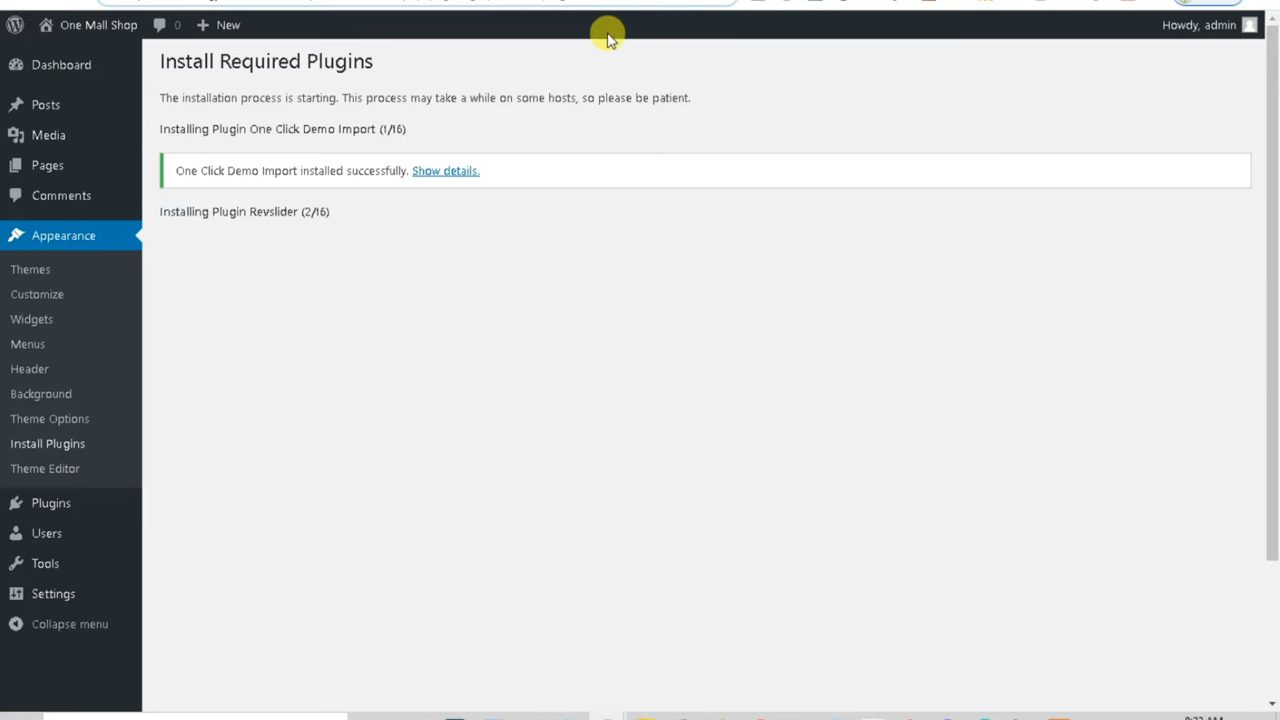 One Mall Shop 0 New Howdy, admin
Dashboard
Posts
Media
Pages
Comments
Appearance
Themes
Customize
Widgets
Menus
Header
Background
Theme Options
Install Plugins
Theme Editor
Plugins
Users
Tools
Settings
Collapse menu
Install Required Plugins
The installation process is starting. This process may take a while on some hosts, so please be patient.
Installing Plugin One Click Demo Import (1/16)
One Click Demo Import installed successfully. Show details.
Installing Plugin Revslider (2/16)